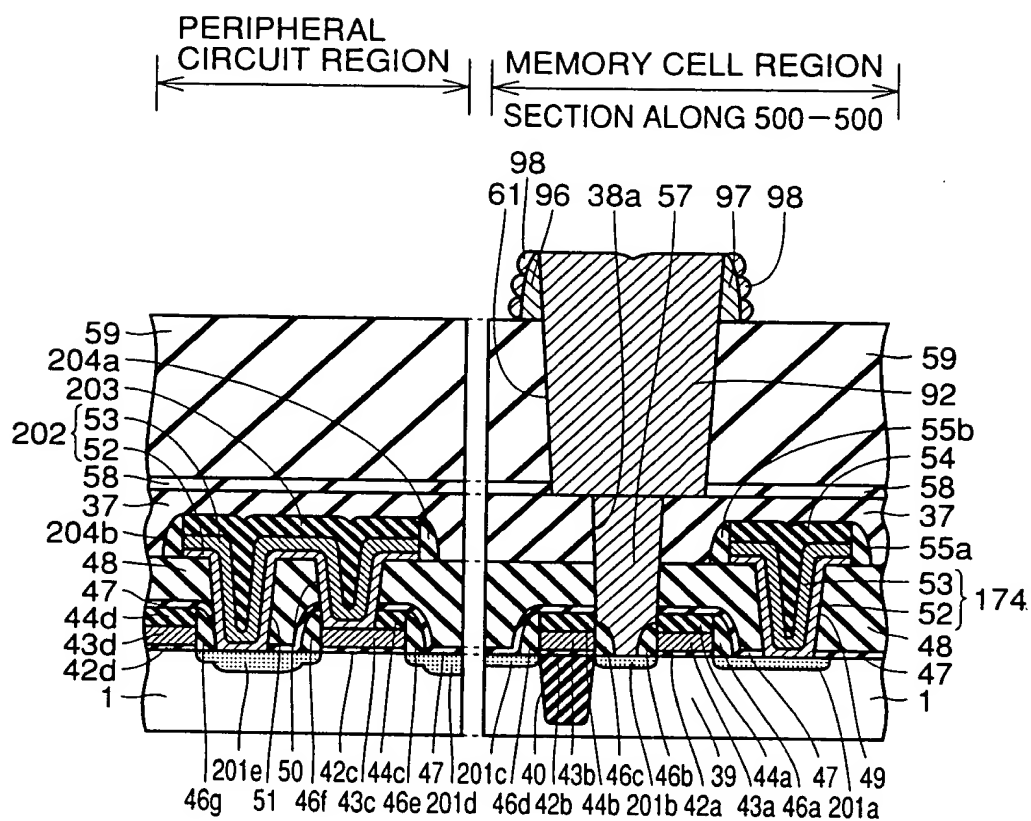 PERIPHERAL
CIRCUIT REGION
MEMORY CELL REGION
SECTION ALONG 500-500
98
61 96 38a 57 97 98
59
204a
203
202 { 53
52
58
37
204b
48
47
44d
43d
42d
1
59
92
55b
54
58
37
55a
53
52 } 174
48
47
1
201e 50 42c 44c 47 201c 40 43b 46c 46b 39 44a 47 49
46g 51 46f 43c 46e 201d 46d 42b 44b 201b 42a 43a 46a 201a